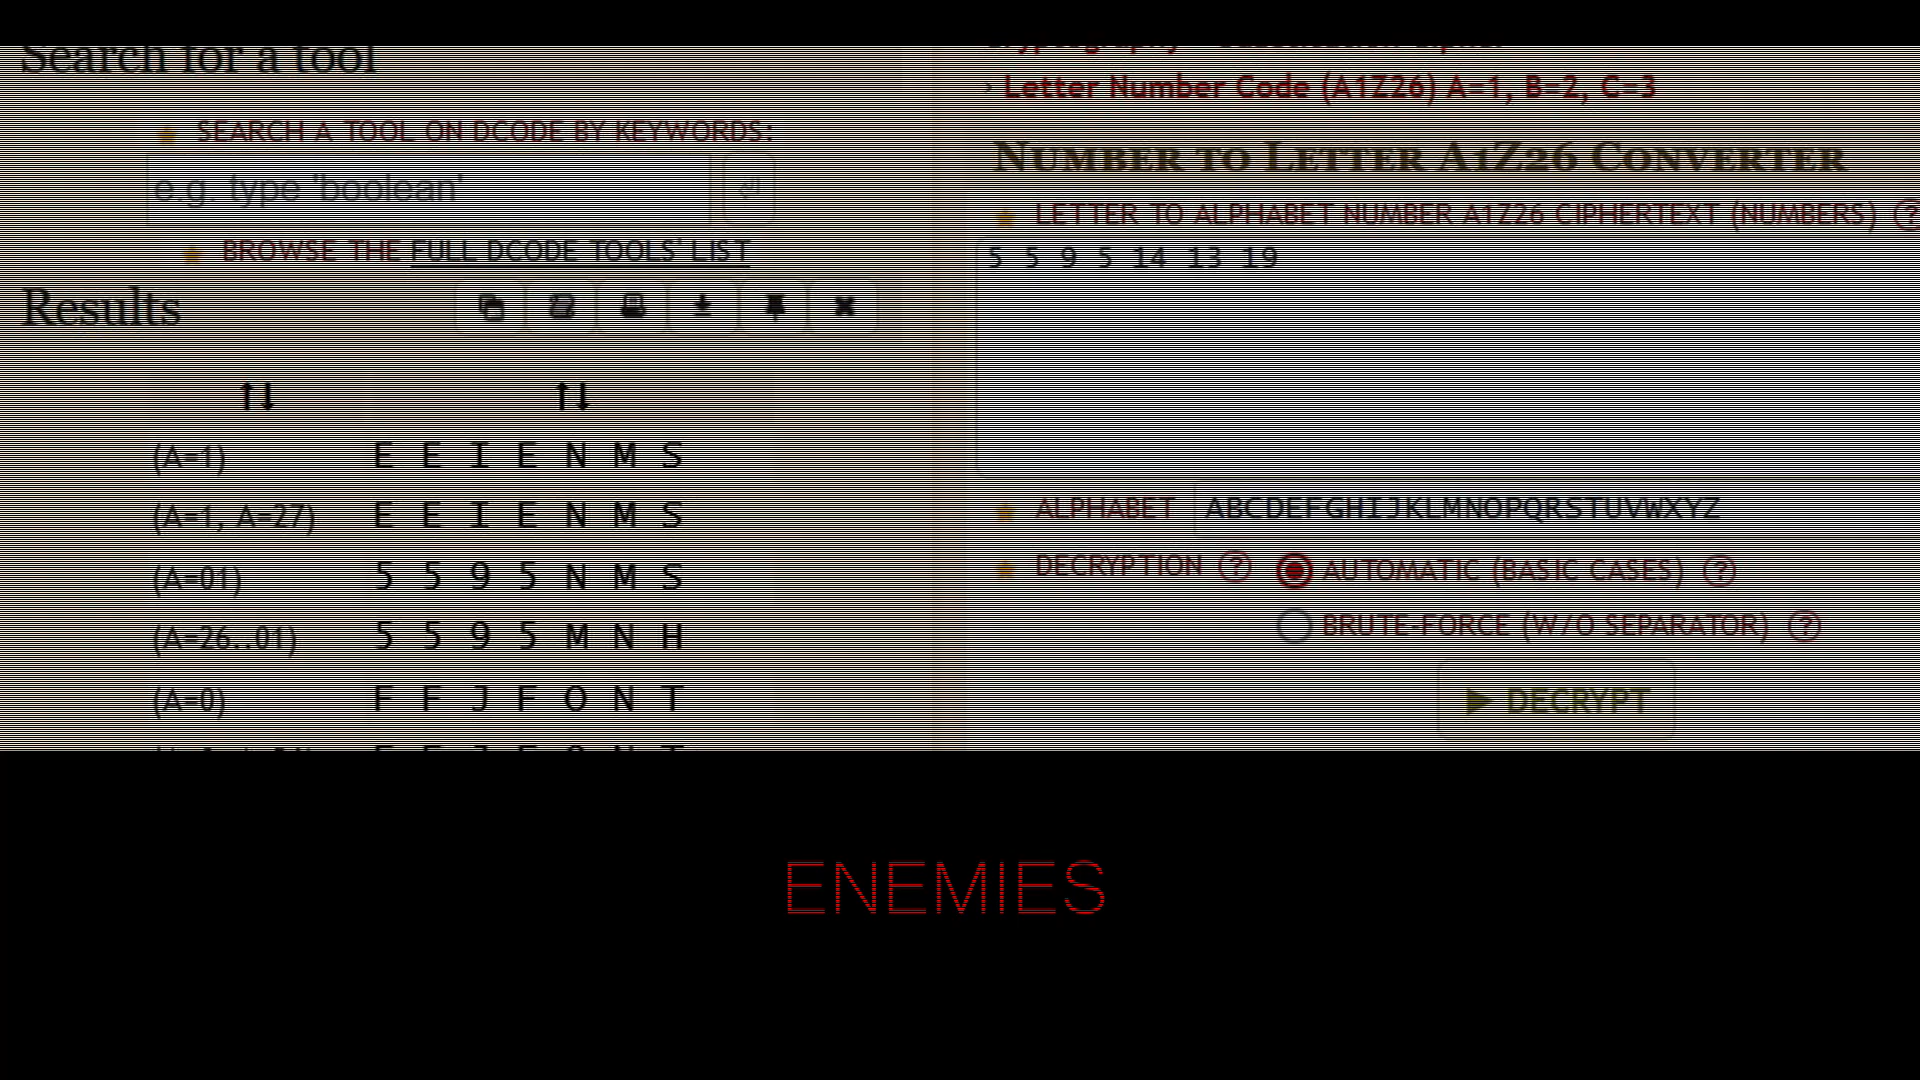 Search for a tool
SEARCH A TOOL ON DCODE BY KEYWORDS:
e.g. type 'boolean'
BROWSE THE FULL DCODE TOOLS' LIST
Results
↑↓ ↑↓
(A=1) E E I E N M S
(A=1, A=27) E E I E N M S
(A=01) 5 5 9 5 N M S
(A=26..01) 5 5 9 5 M N H
(A=0) F F J F O N T
Letter Number Code (A1Z26) A=1, B=2, C=3
NUMBER TO LETTER A1Z26 CONVERTER
LETTER TO ALPHABET NUMBER A1Z26 CIPHERTEXT (NUMBERS) ?
5 5 9 5 14 13 19
ALPHABET ABCDEFGHIJKLMNOPQRSTUVWXYZ
DECRYPTION ? AUTOMATIC (BASIC CASES) ?
BRUTE-FORCE (W/O SEPARATOR) ?
▶ DECRYPT
ENEMIES